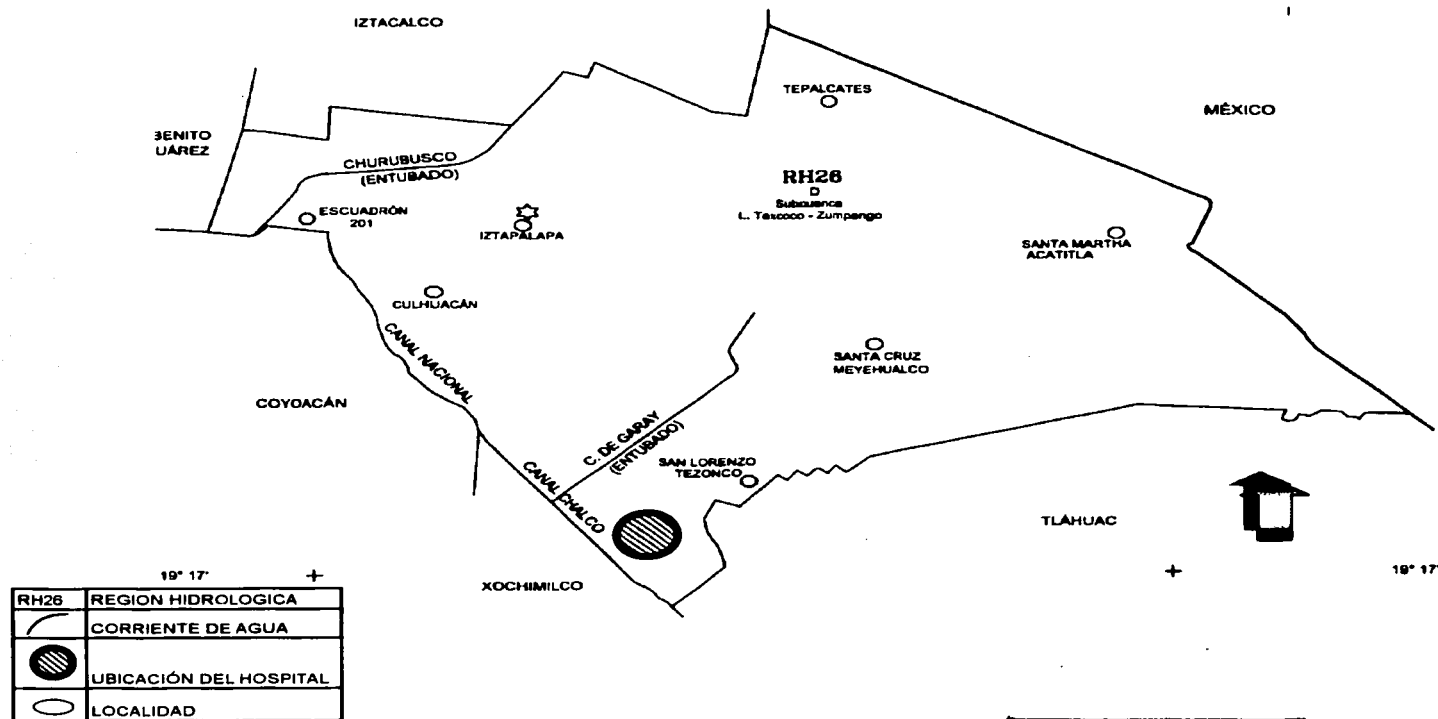 IZTACALCO
TEPALCATES
MÉXICO
BENITO
UÁREZ
CHURUBUSCO
(ENTUBADO)
RH26
D
Subcuenca
L. Texcoco - Zumpango
ESCUADRÓN
201
IZTAPALAPA
SANTA MARTHA
ACATITLA
CULHUACÁN
CANAL NACIONAL
SANTA CRUZ
MEYEHUALCO
COYOACÁN
C. DE GARAY
(ENTUBADO)
SAN LORENZO
TEZONCO
CANAL CHALCO
TLÁHUAC
XOCHIMILCO
19° 17'
19° 17'
RH26 REGION HIDROLOGICA
CORRIENTE DE AGUA
UBICACIÓN DEL HOSPITAL
LOCALIDAD